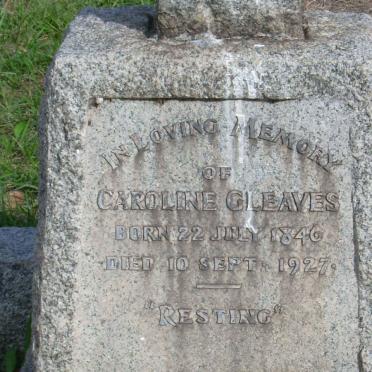 IN LOVING MEMORY
OF
CAROLINE GLEAVES
BORN 22 JULY 1846
DIED 10 SEPT. 1927.
"RESTING"